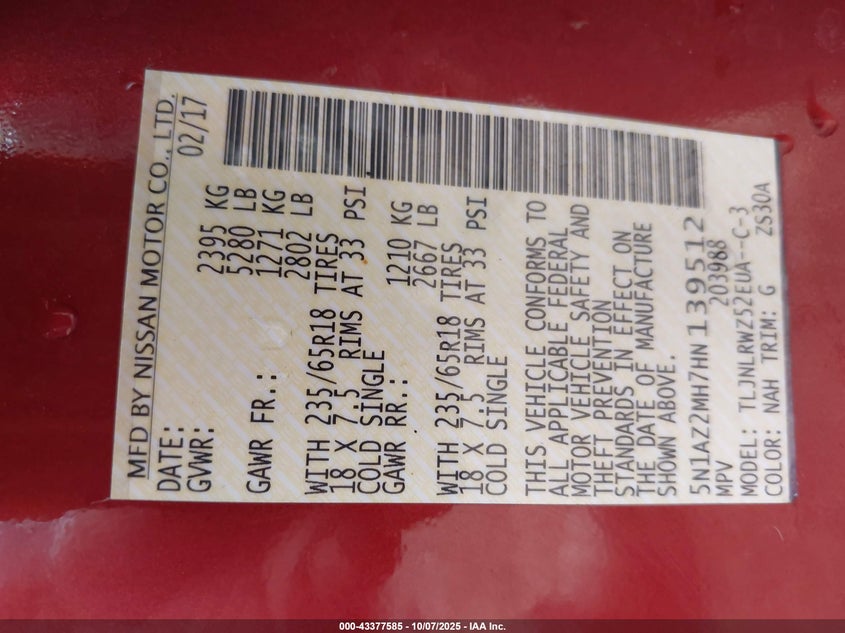 MFD BY NISSAN MOTOR CO., LTD.
DATE: 02/17
GVWR: 2395 KG
5280 LB
GAWR FR.: 1271 KG
2802 LB
WITH 235/65R18 TIRES
18 X 7.5 RIMS AT 33 PSI
COLD SINGLE
GAWR RR.: 1210 KG
2667 LB
WITH 235/65R18 TIRES
18 X 7.5 RIMS AT 33 PSI
COLD SINGLE
THIS VEHICLE CONFORMS TO
ALL APPLICABLE FEDERAL
MOTOR VEHICLE SAFETY AND
THEFT PREVENTION
STANDARDS IN EFFECT ON
THE DATE OF MANUFACTURE
SHOWN ABOVE.
5N1AZ2MH7HN139512
MPV 203988
MODEL: TLJNLRWZ52EUA--C-3
COLOR: NAH TRIM: G ZS30A
000-43377585 - 10/07/2025 - IAA Inc.